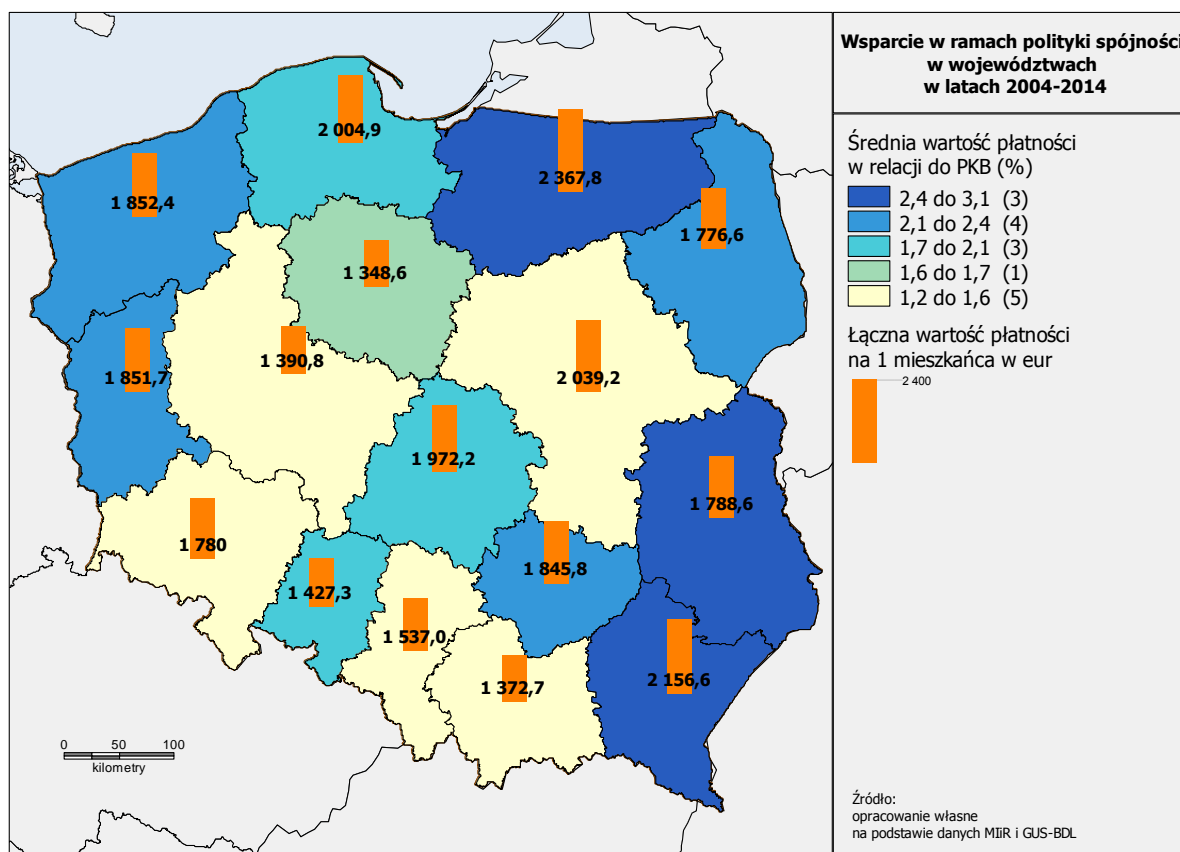 Wsparcie w ramach polityki spójności
w województwach
w latach 2004-2014
Średnia wartość płatności
w relacji do PKB (%)
2,4 do 3,1 (3)
2,1 do 2,4 (4)
1,7 do 2,1 (3)
1,6 do 1,7 (1)
1,2 do 1,6 (5)
Łączna wartość płatności
na 1 mieszkańca w eur
2 400
2 004,9
2 367,8
1 852,4
1 776,6
1 348,6
1 390,8
2 039,2
1 851,7
1 972,2
1 788,6
1 780
1 845,8
1 427,3
1 537,0
1 372,7
2 156,6
0 50 100
kilometry
Źródło:
opracowanie własne
na podstawie danych MIiR i GUS-BDL